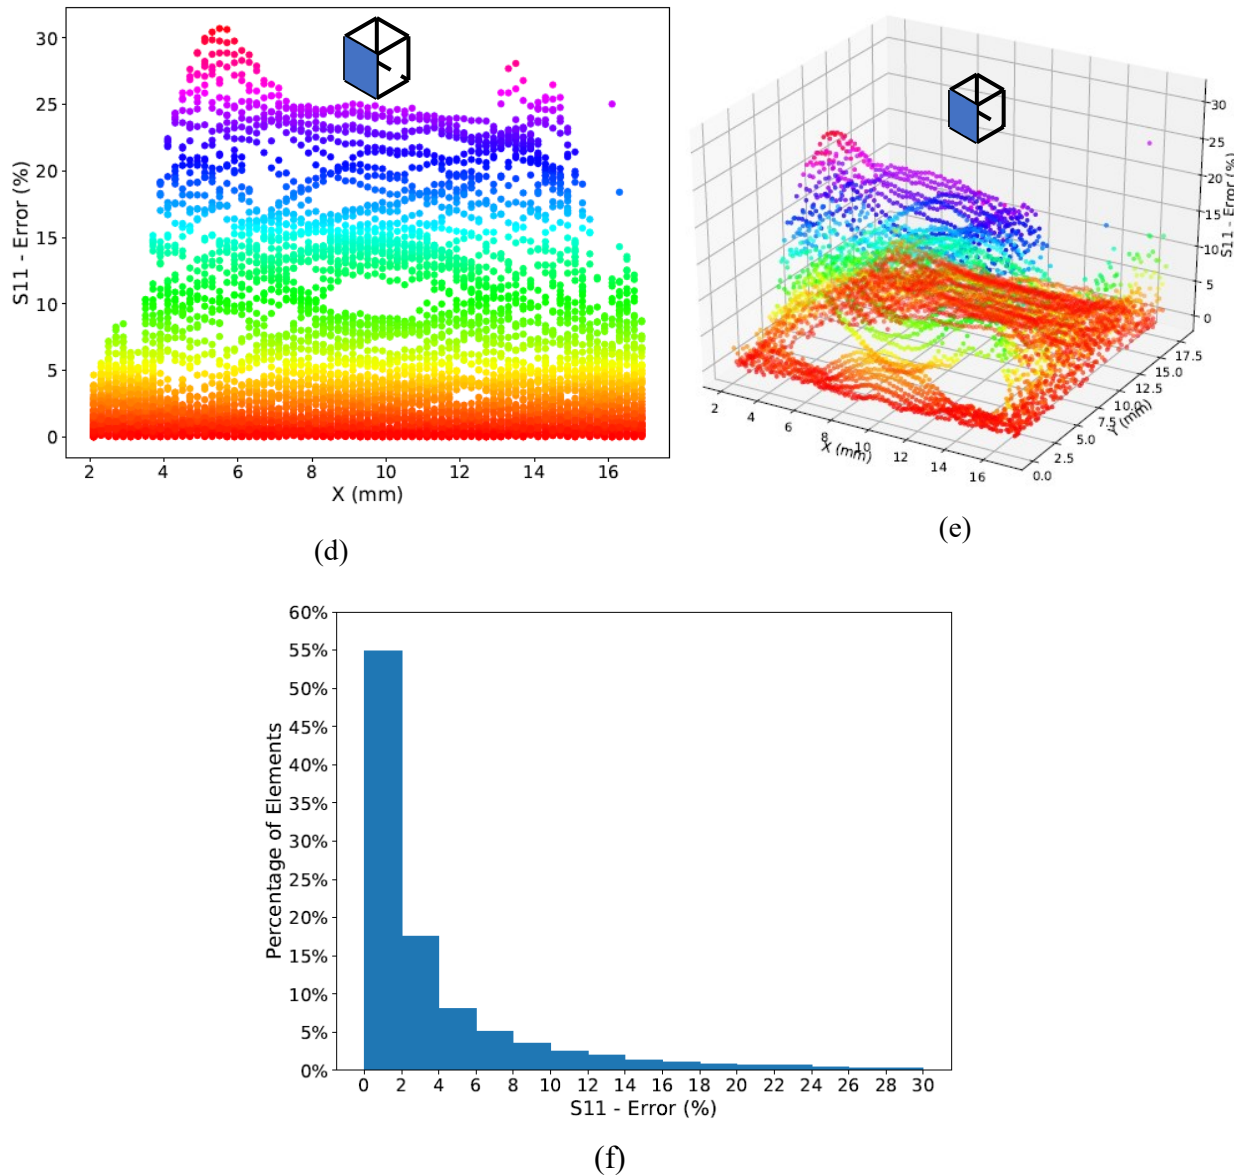 30
25
20
15
10
5
0
S11 - Error (%)
2 4 6 8 10 12 14 16
X (mm)
(d)
30
25
20
15
10
5
0
S11 - Error (%)
2 4 6 8 10 12 14 16
X (mm)
0.0 2.5 5.0 7.5 10.0 12.5 15.0 17.5
Y (mm)
(e)
60%
55%
50%
45%
40%
35%
30%
25%
20%
15%
10%
5%
0%
Percentage of Elements
0 2 4 6 8 10 12 14 16 18 20 22 24 26 28 30
S11 - Error (%)
(f)